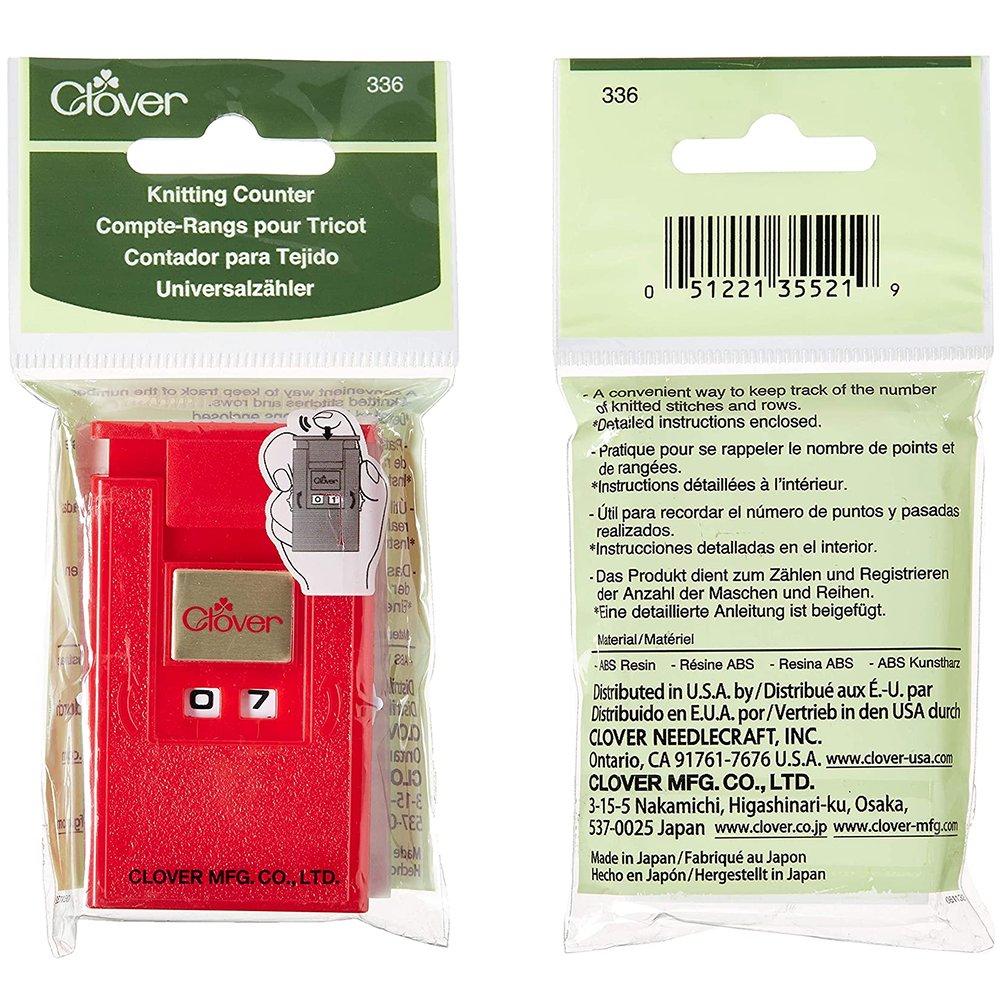 Clover
336
Knitting Counter
Compte-Rangs pour Tricot
Contador para Tejido
Universalzähler
Clover
0 1
Clover
0 7
CLOVER MFG. CO., LTD.
336
0 51221 35521 9
- A convenient way to keep track of the number
of knitted stitches and rows.
*Detailed instructions enclosed.
- Pratique pour se rappeler le nombre de points et
de rangées.
*Instructions détaillées à l'intérieur.
- Útil para recordar el número de puntos y pasadas
realizados.
*Instrucciones detalladas en el interior.
- Das Produkt dient zum Zählen und Registrieren
der Anzahl der Maschen und Reihen.
*Eine detaillierte Anleitung ist beigefügt.
Material/Matériel
- ABS Resin - Résine ABS - Resina ABS - ABS Kunstharz
Distributed in U.S.A. by/Distribué aux É.-U. par
Distribuido en E.U.A. por/Vertrieb in den USA durch
CLOVER NEEDLECRAFT, INC.
Ontario, CA 91761-7676 U.S.A. www.clover-usa.com
CLOVER MFG. CO., LTD.
3-15-5 Nakamichi, Higashinari-ku, Osaka,
537-0025 Japan www.clover.co.jp www.clover-mfg.com
Made in Japan/Fabriqué au Japon
Hecho en Japón/Hergestellt in Japan